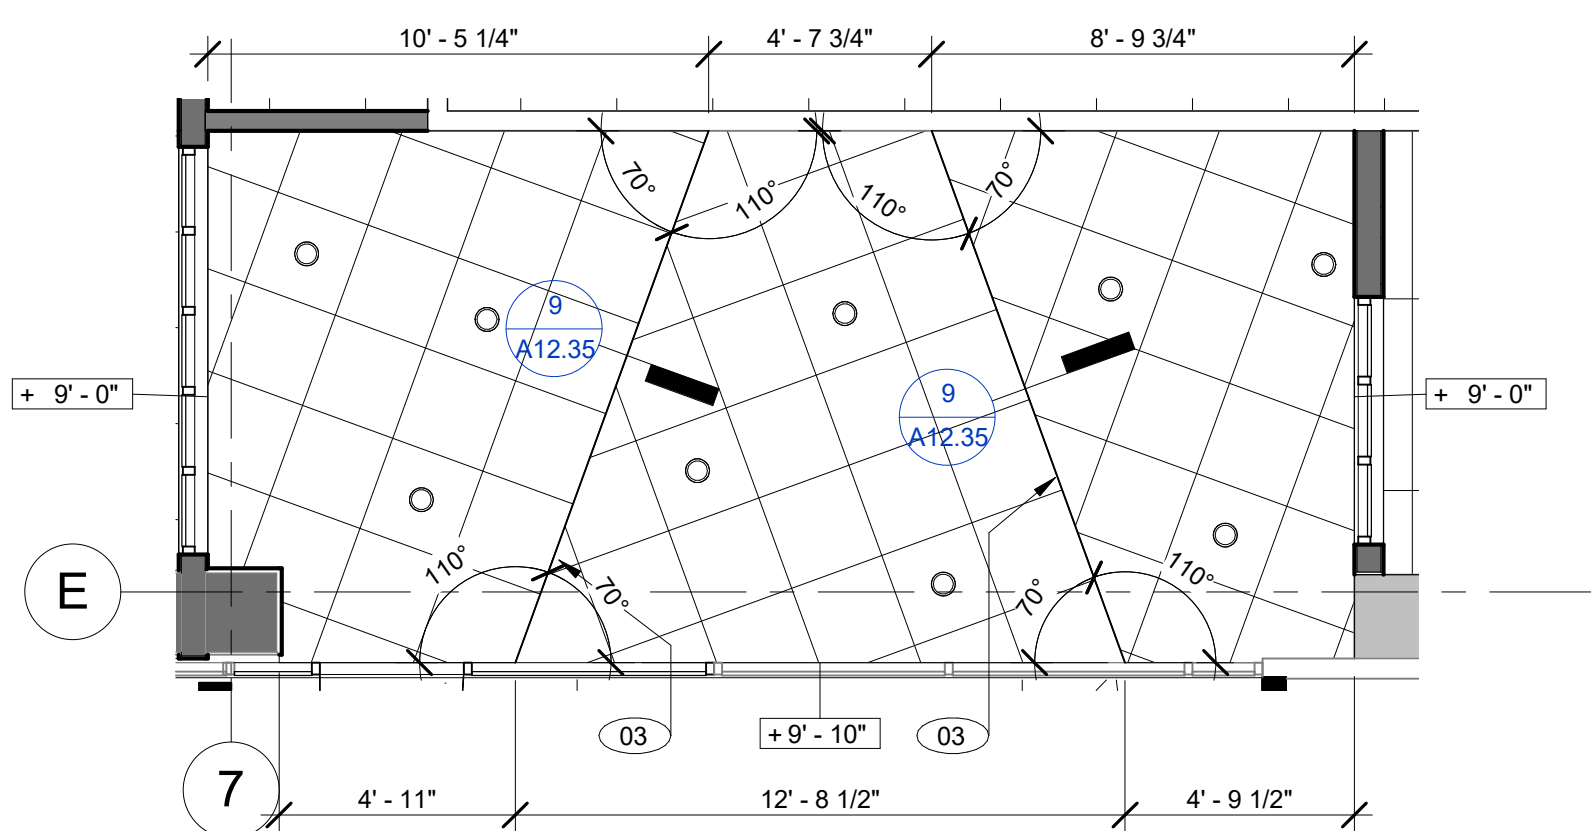 10' - 5 1/4"
4' - 7 3/4"
8' - 9 3/4"
70°
110°
110°
70°
9
A12.35
9
A12.35
+ 9' - 0"
+ 9' - 0"
110°
70°
70°
110°
E
03
+ 9' - 10"
03
7
4' - 11"
12' - 8 1/2"
4' - 9 1/2"